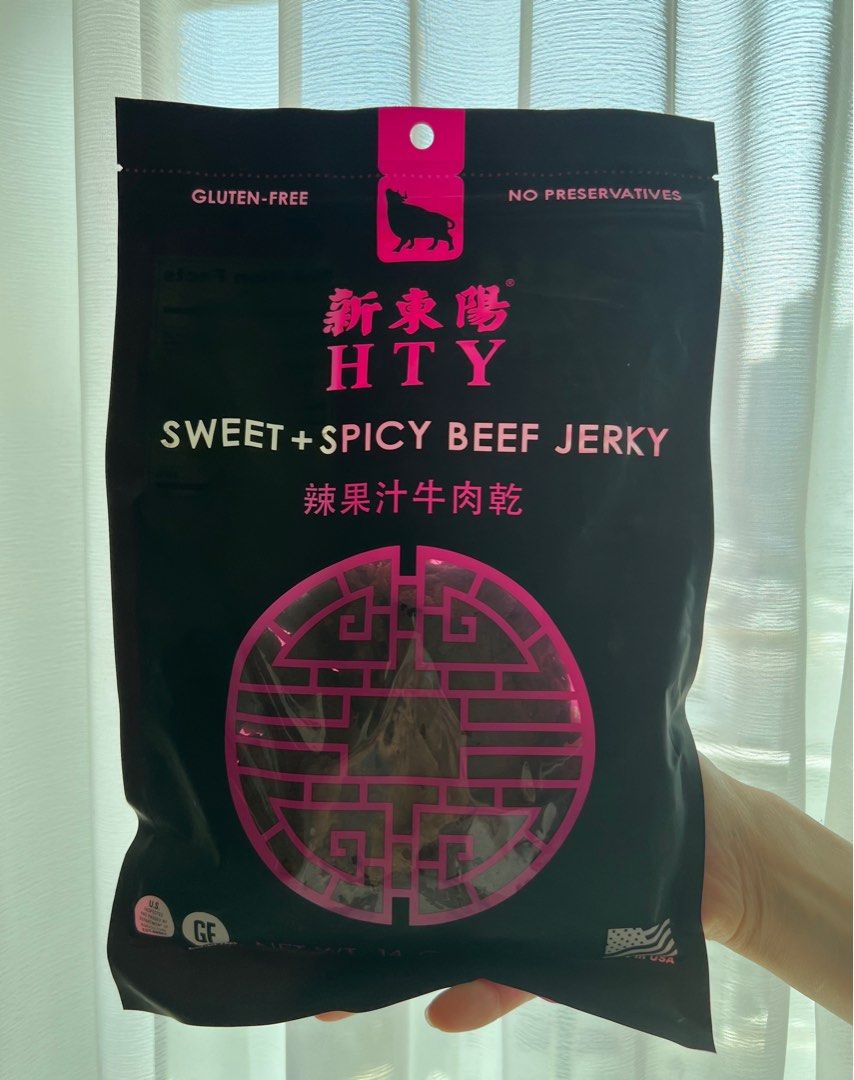 GLUTEN-FREE
NO PRESERVATIVES
新東陽®
HTY
SWEET+SPICY BEEF JERKY
辣果汁牛肉乾
U.S.
GF
USA